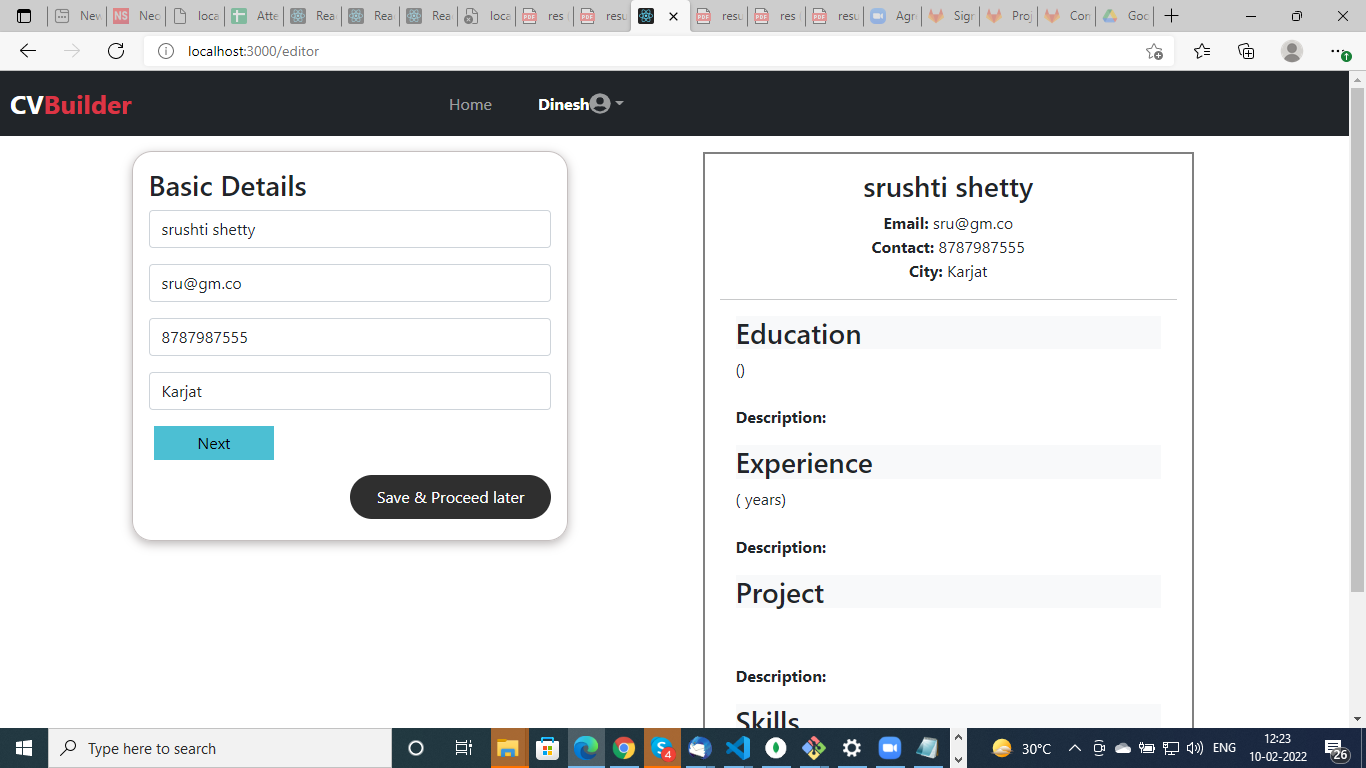 New
Nec
loca
Atte
Rea
Rea
Rea
loca
res
resu
resu
res
resu
Agr
Sign
Proj
Con
Goo
localhost:3000/editor
CVBuilder
Home
Dinesh
Basic Details
srushti shetty
sru@gm.co
8787987555
Karjat
Next
Save & Proceed later
srushti shetty
Email: sru@gm.co
Contact: 8787987555
City: Karjat
Education
()
Description:
Experience
( years)
Description:
Project
Description:
Skills
Type here to search
4
30°C
ENG
12:23
10-02-2022
26